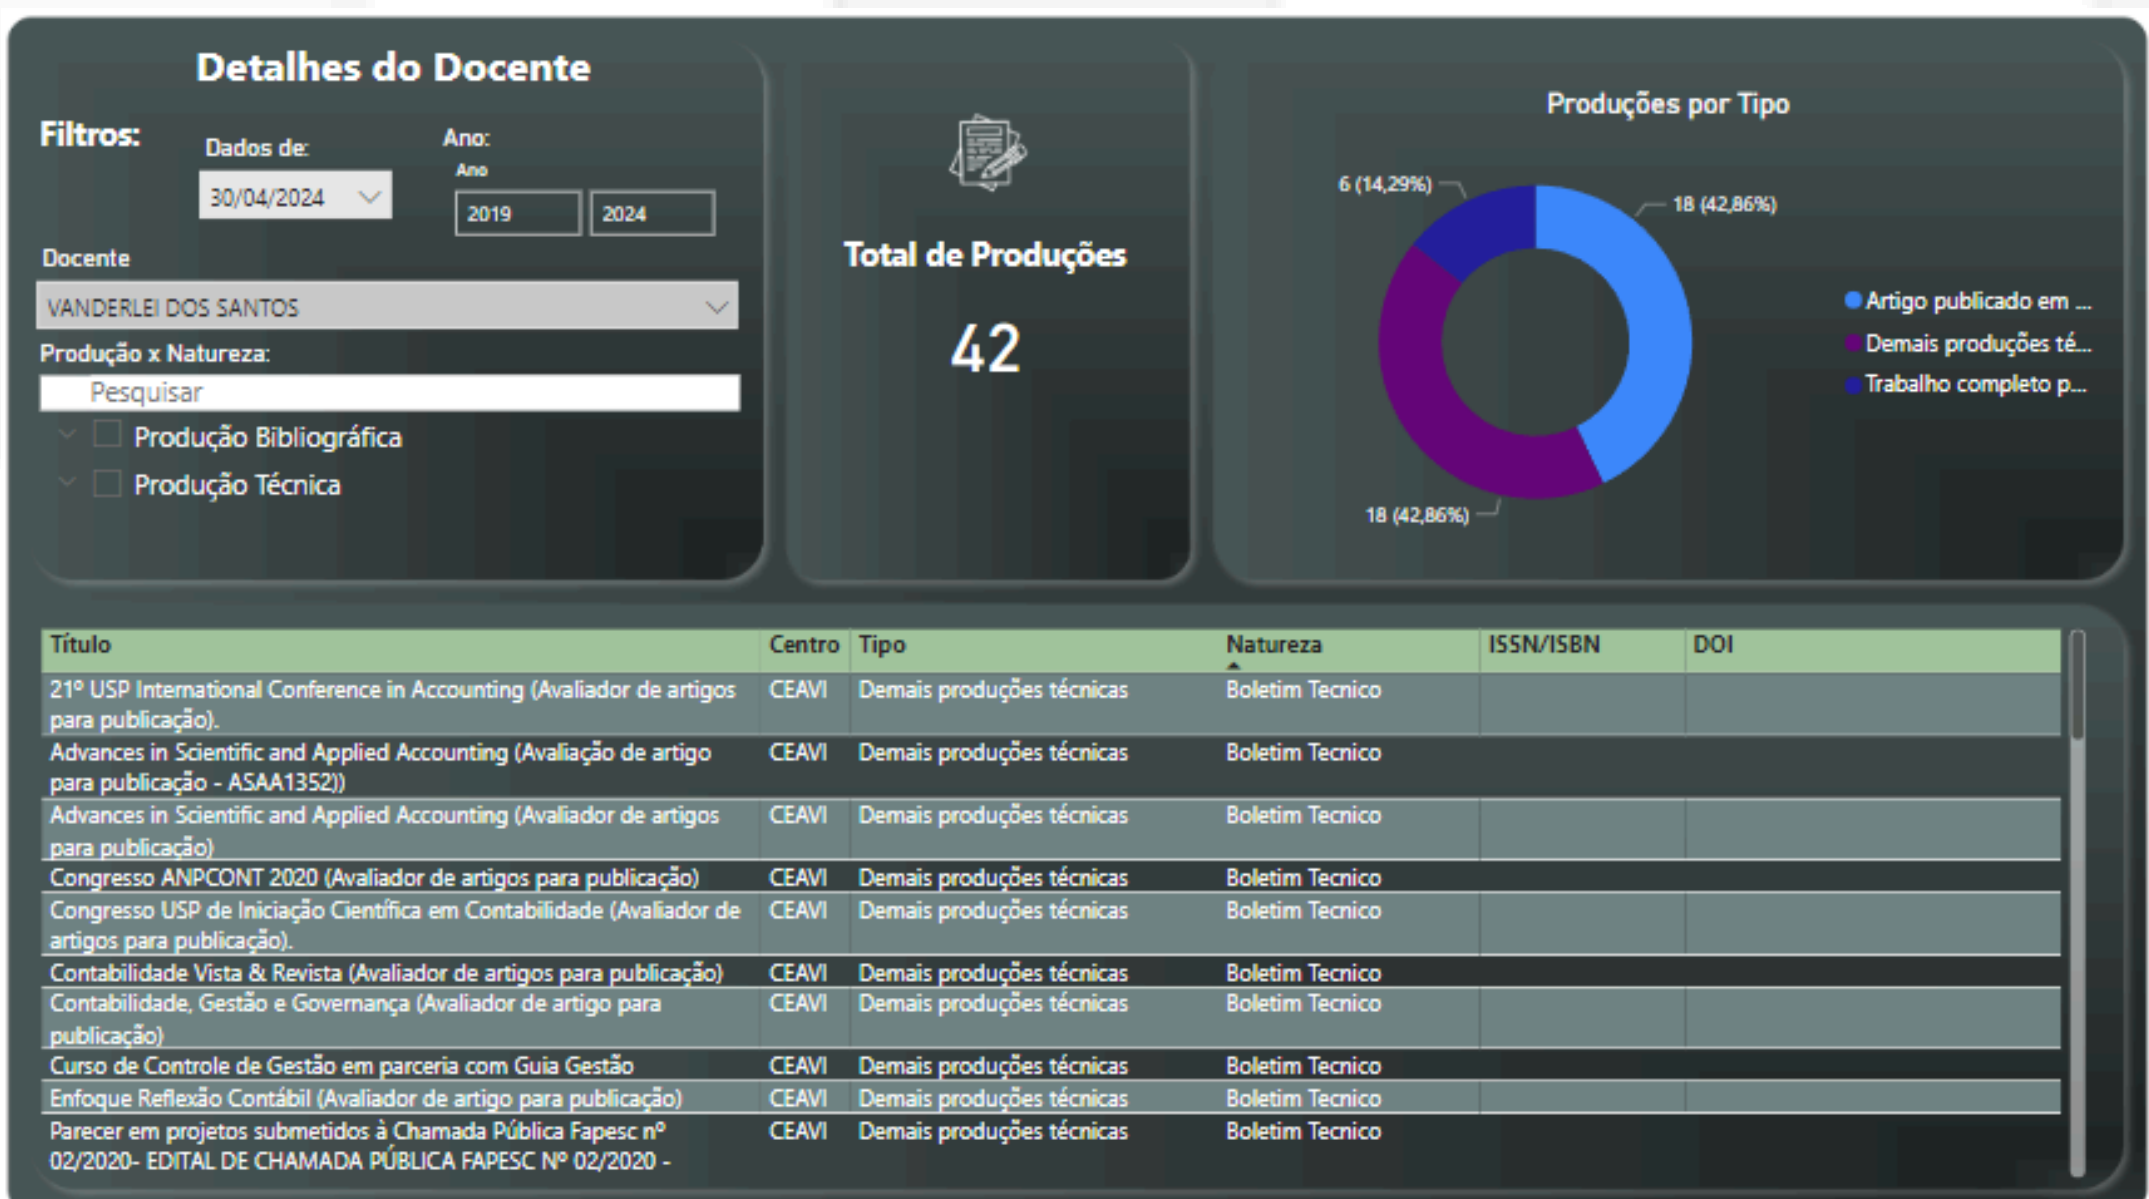 Detalhes do Docente
Filtros:
Dados de:
30/04/2024
Ano:
Ano
2019
2024
Docente
VANDERLEI DOS SANTOS
Produção x Natureza:
Pesquisar
Produção Bibliográfica
Produção Técnica
Total de Produções
42
Produções por Tipo
6 (14,29%)
18 (42,86%)
18 (42,86%)
Artigo publicado em ...
Demais produções té...
Trabalho completo p...
Título Centro Tipo Natureza ISSN/ISBN DOI
21º USP International Conference in Accounting (Avaliador de artigos CEAVI Demais produções técnicas Boletim Tecnico
para publicação).
Advances in Scientific and Applied Accounting (Avaliação de artigo CEAVI Demais produções técnicas Boletim Tecnico
para publicação - ASAA1352))
Advances in Scientific and Applied Accounting (Avaliador de artigos CEAVI Demais produções técnicas Boletim Tecnico
para publicação)
Congresso ANPCONT 2020 (Avaliador de artigos para publicação) CEAVI Demais produções técnicas Boletim Tecnico
Congresso USP de Iniciação Científica em Contabilidade (Avaliador de CEAVI Demais produções técnicas Boletim Tecnico
artigos para publicação).
Contabilidade Vista & Revista (Avaliador de artigos para publicação) CEAVI Demais produções técnicas Boletim Tecnico
Contabilidade, Gestão e Governança (Avaliador de artigo para CEAVI Demais produções técnicas Boletim Tecnico
publicação)
Curso de Controle de Gestão em parceria com Guia Gestão CEAVI Demais produções técnicas Boletim Tecnico
Enfoque Reflexão Contábil (Avaliador de artigo para publicação) CEAVI Demais produções técnicas Boletim Tecnico
Parecer em projetos submetidos à Chamada Pública Fapesc nº CEAVI Demais produções técnicas Boletim Tecnico
02/2020- EDITAL DE CHAMADA PÚBLICA FAPESC Nº 02/2020 -